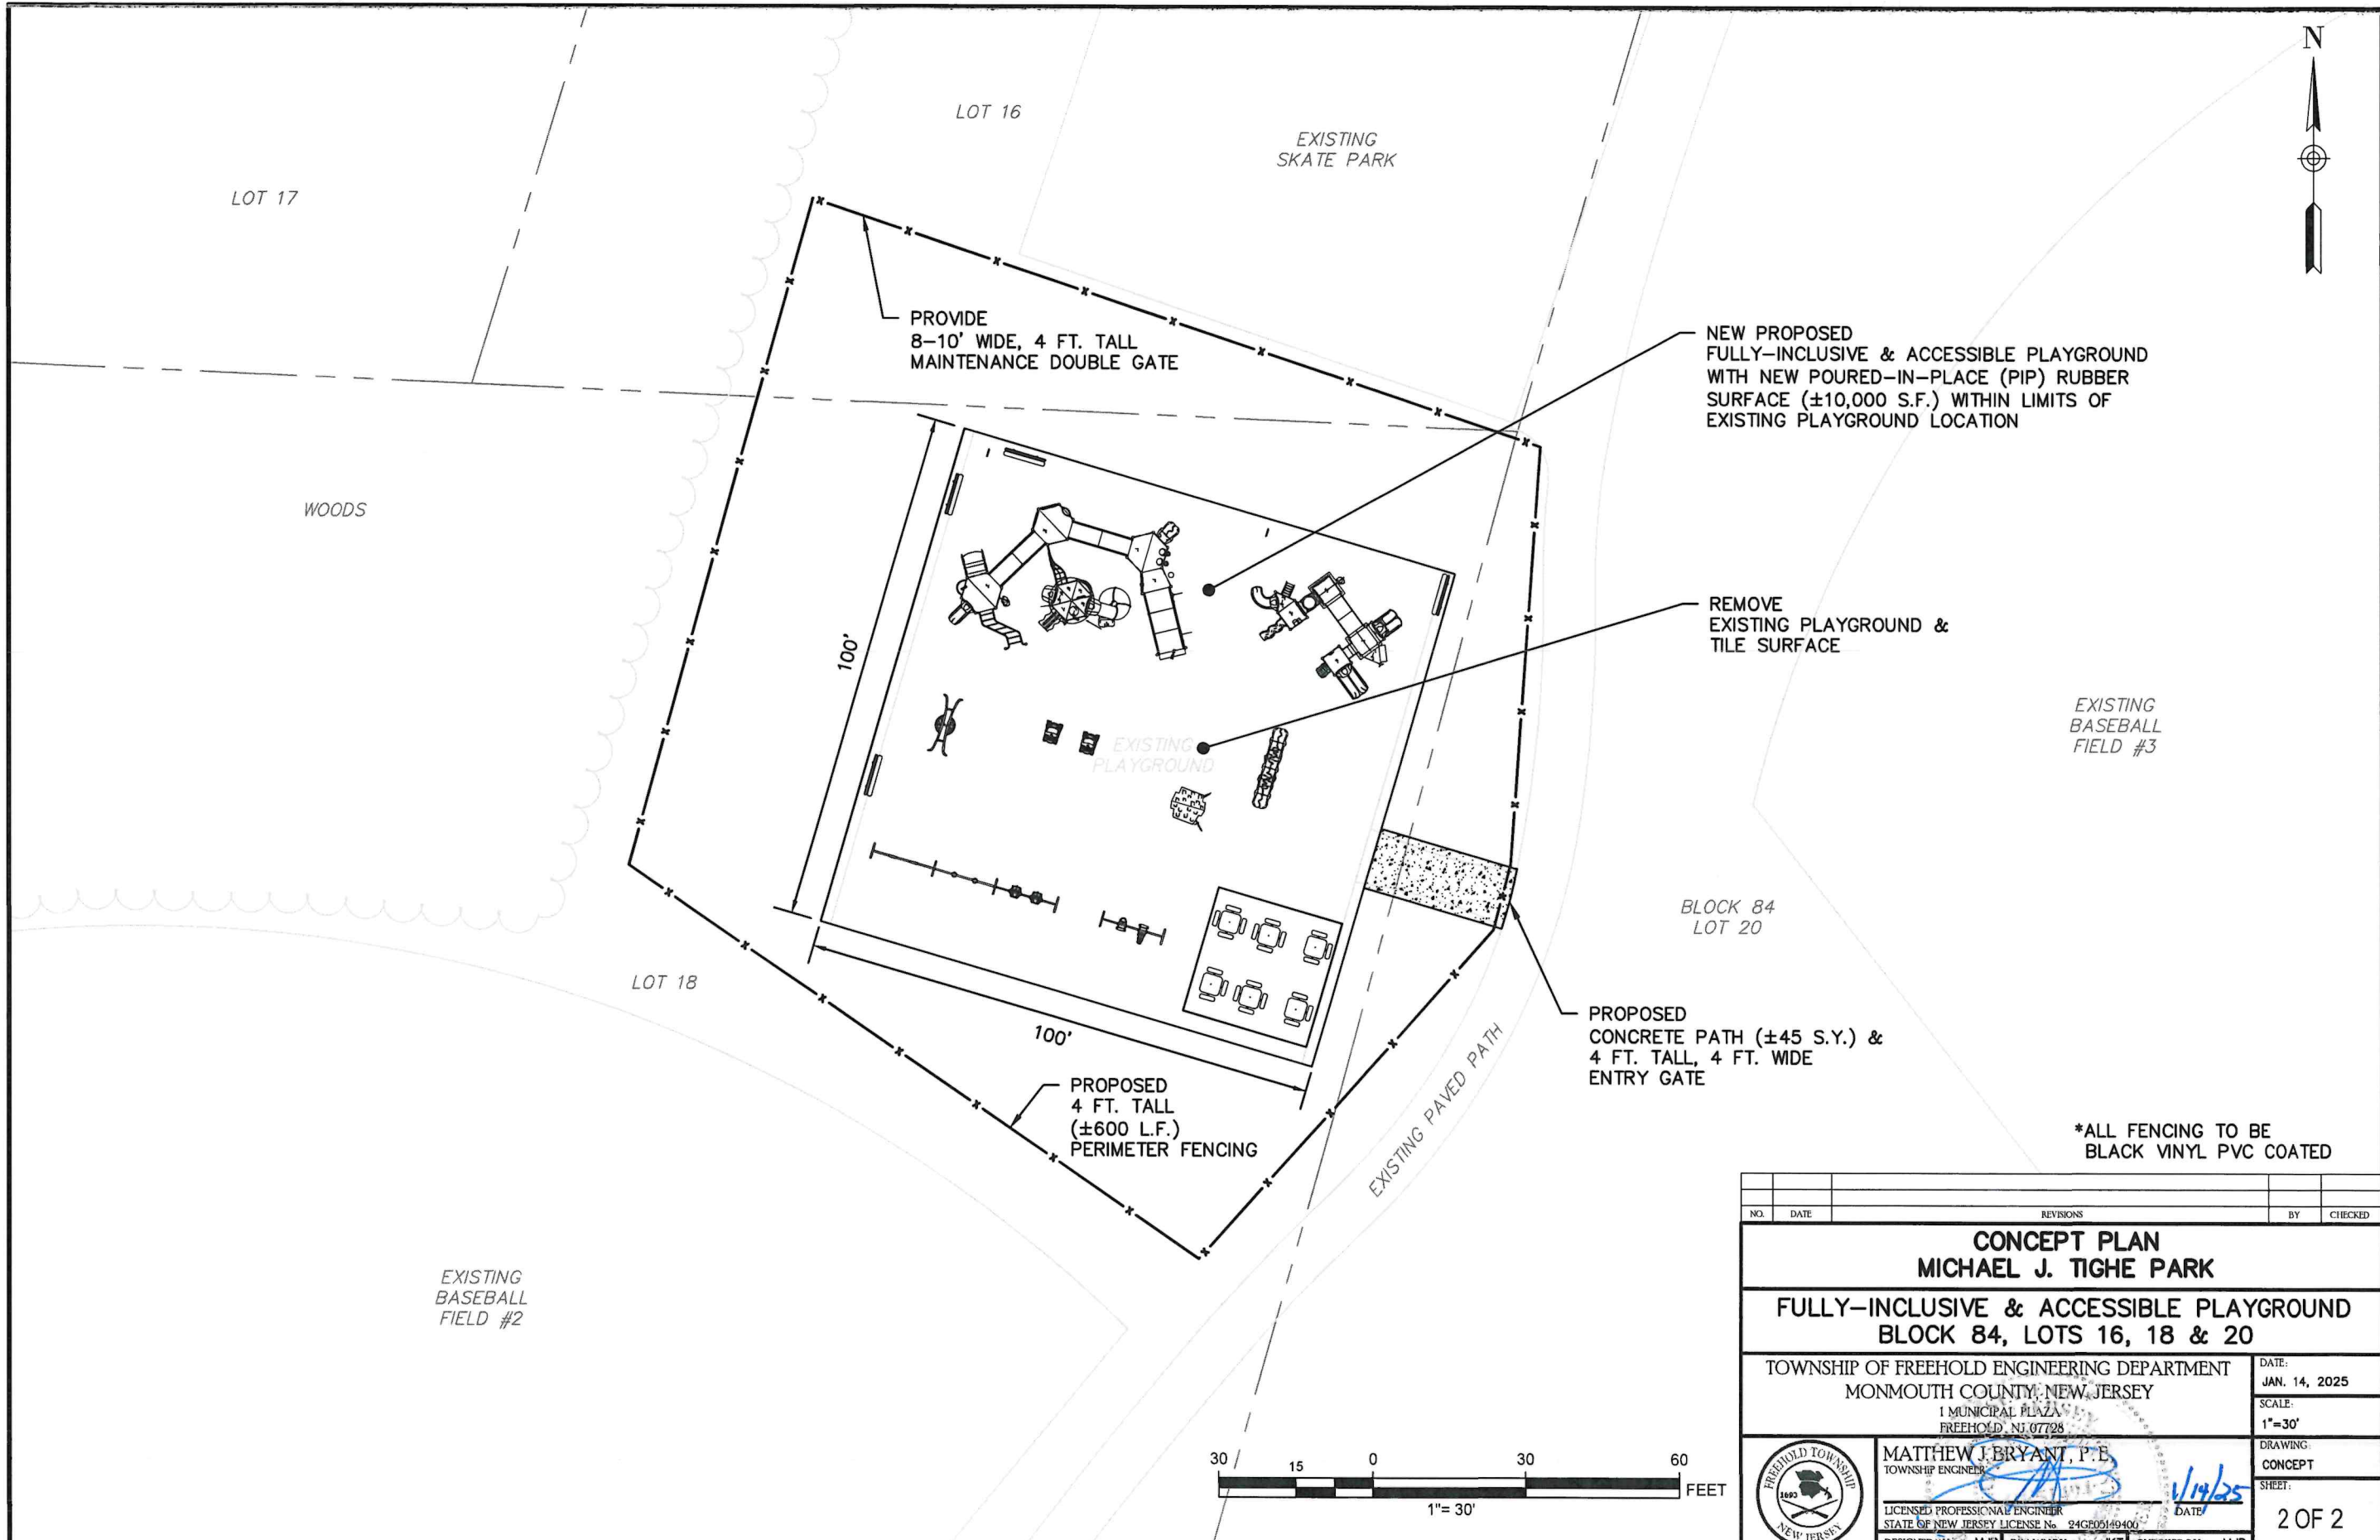 N
LOT 16
EXISTING
SKATE PARK
LOT 17
PROVIDE
8-10' WIDE, 4 FT. TALL
MAINTENANCE DOUBLE GATE
NEW PROPOSED
FULLY-INCLUSIVE & ACCESSIBLE PLAYGROUND
WITH NEW POURED-IN-PLACE (PIP) RUBBER
SURFACE (±10,000 S.F.) WITHIN LIMITS OF
EXISTING PLAYGROUND LOCATION
WOODS
REMOVE
EXISTING PLAYGROUND &
TILE SURFACE
100'
EXISTING
PLAYGROUND
EXISTING
BASEBALL
FIELD #3
BLOCK 84
LOT 20
LOT 18
PROPOSED
CONCRETE PATH (±45 S.Y.) &
4 FT. TALL, 4 FT. WIDE
ENTRY GATE
100'
PROPOSED
4 FT. TALL
(±600 L.F.)
PERIMETER FENCING
EXISTING PAVED PATH
*ALL FENCING TO BE
BLACK VINYL PVC COATED
EXISTING
BASEBALL
FIELD #2
NO. DATE REVISIONS BY CHECKED
CONCEPT PLAN
MICHAEL J. TIGHE PARK
FULLY-INCLUSIVE & ACCESSIBLE PLAYGROUND
BLOCK 84, LOTS 16, 18 & 20
TOWNSHIP OF FREEHOLD ENGINEERING DEPARTMENT
MONMOUTH COUNTY, NEW JERSEY
1 MUNICIPAL PLAZA
FREEHOLD, NJ 07728
DATE:
JAN. 14, 2025
SCALE:
1"=30'
DRAWING:
CONCEPT
SHEET:
2 OF 2
FREEHOLD TOWNSHIP
1693
NEW JERSEY
MATTHEW J. BRYANT, P.E.
TOWNSHIP ENGINEER
1/14/25
LICENSED PROFESSIONAL ENGINEER DATE
STATE OF NEW JERSEY LICENSE No. 24GE05149400
30 15 0 30 60
FEET
1"= 30'